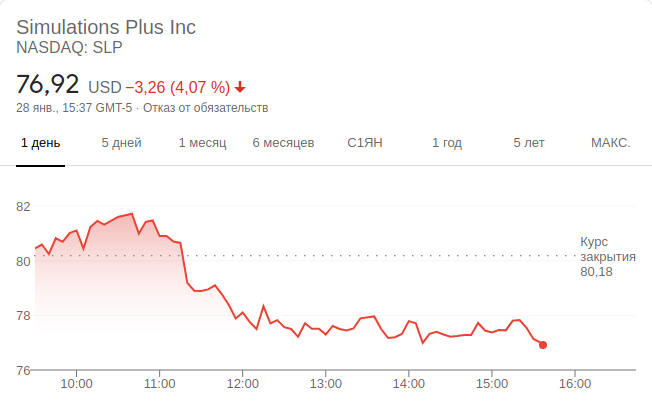 Simulations Plus Inc
NASDAQ: SLP
76,92 USD −3,26 (4,07 %)
28 янв., 15:37 GMT-5 · Отказ от обязательств
1 день 5 дней 1 месяц 6 месяцев С1ЯН 1 год 5 лет МАКС.
82
80
78
76
Курс
закрытия
80,18
10:00 11:00 12:00 13:00 14:00 15:00 16:00